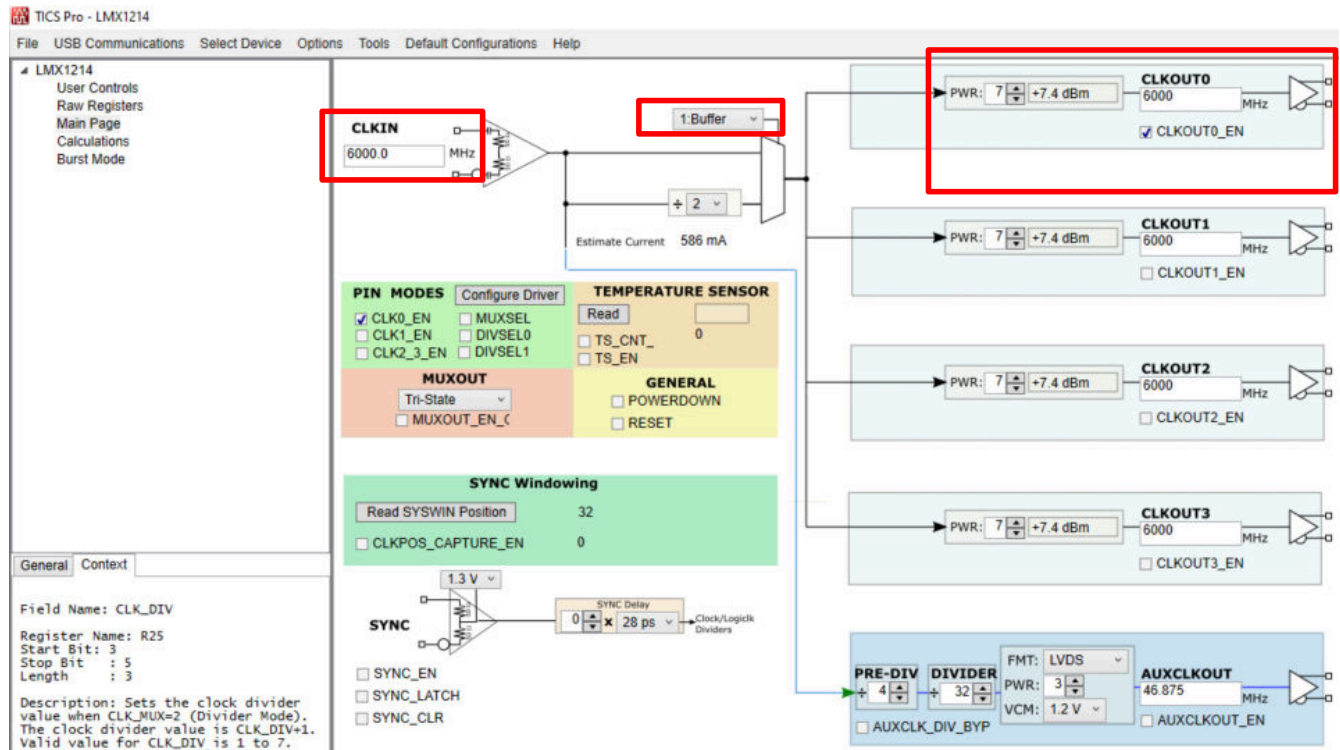 TICS Pro - LMX1214
File USB Communications Select Device Options Tools Default Configurations Help
LMX1214
User Controls
Raw Registers
Main Page
Calculations
Burst Mode
General Context
Field Name: CLK_DIV
Register Name: R25
Start Bit: 3
Stop Bit : 5
Length : 3
Description: Sets the clock divider
value when CLK_MUX=2 (Divider Mode).
The clock divider value is CLK_DIV+1.
Valid value for CLK_DIV is 1 to 7.
CLKIN
6000.0 MHz
1:Buffer
÷ 2
Estimate Current 586 mA
PIN MODES Configure Driver
CLK0_EN MUXSEL
CLK1_EN DIVSEL0
CLK2_3_EN DIVSEL1
TEMPERATURE SENSOR
Read
TS_CNT_ 0
TS_EN
MUXOUT
Tri-State
MUXOUT_EN_(
GENERAL
POWERDOWN
RESET
SYNC Windowing
Read SYSWIN Position 32
CLKPOS_CAPTURE_EN 0
1.3 V
SYNC
SYNC Delay
0 x 28 ps
Clock/Logiclk
Dividers
SYNC_EN
SYNC_LATCH
SYNC_CLR
CLKOUT0
PWR: 7 +7.4 dBm 6000 MHz
CLKOUT0_EN
CLKOUT1
PWR: 7 +7.4 dBm 6000 MHz
CLKOUT1_EN
CLKOUT2
PWR: 7 +7.4 dBm 6000 MHz
CLKOUT2_EN
CLKOUT3
PWR: 7 +7.4 dBm 6000 MHz
CLKOUT3_EN
PRE-DIV DIVIDER
÷ 4 ÷ 32
AUXCLK_DIV_BYP
FMT: LVDS
PWR: 3
VCM: 1.2 V
AUXCLKOUT
46.875 MHz
AUXCLKOUT_EN